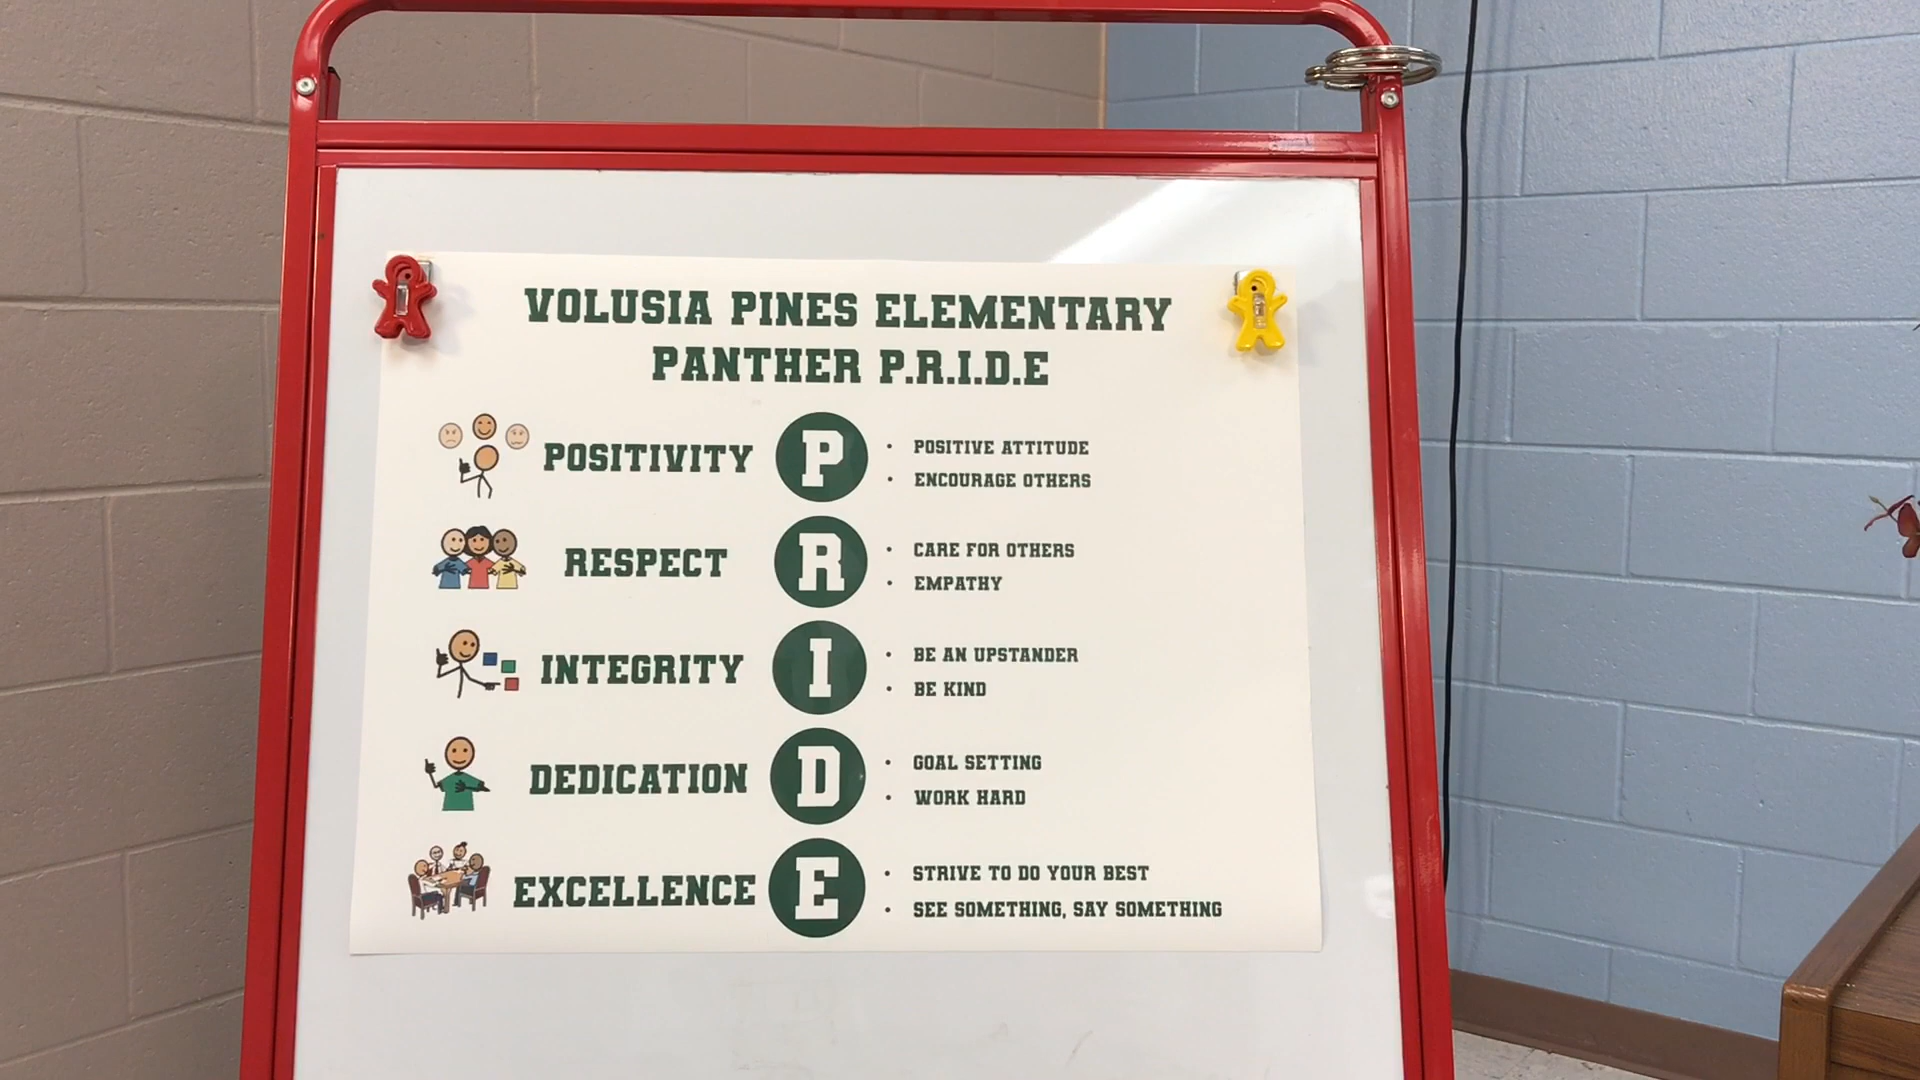 VOLUSIA PINES ELEMENTARY
PANTHER P.R.I.D.E
POSITIVITY P • POSITIVE ATTITUDE
• ENCOURAGE OTHERS
RESPECT R • CARE FOR OTHERS
• EMPATHY
INTEGRITY I • BE AN UPSTANDER
• BE KIND
DEDICATION D • GOAL SETTING
• WORK HARD
EXCELLENCE E • STRIVE TO DO YOUR BEST
• SEE SOMETHING, SAY SOMETHING